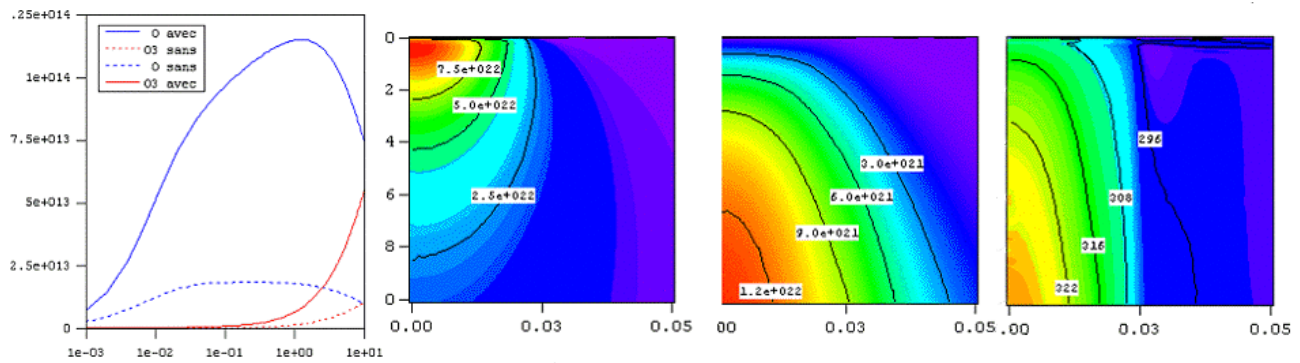 .25e+014
O avec
O3 sans
O sans
O3 avec
1e+014
7.5e+013
5e+013
2.5e+013
0
1e-03
1e-02
1e-01
1e+00
1e+01
0
2
4
6
8
0
7.5e+022
5.0e+022
2.5e+022
0.00
0.03
0.05
3.0e+021
6.0e+021
9.0e+021
1.2e+022
00
0.03
0.05
296
308
316
322
.00
0.03
0.05